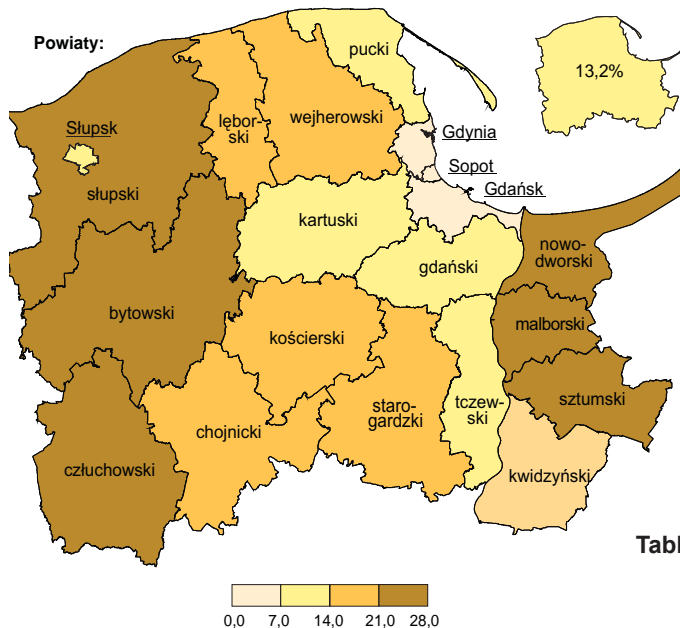 Powiaty:
pucki
13,2%
Słupsk
lębor-
ski
wejherowski
Gdynia
Sopot
Gdańsk
słupski
kartuski
gdański
nowo-
dworski
bytowski
kościerski
malborski
staro-
gardzki
tczew-
ski
sztumski
chojnicki
człuchowski
kwidzyński
Tabl
0,0 7,0 14,0 21,0 28,0